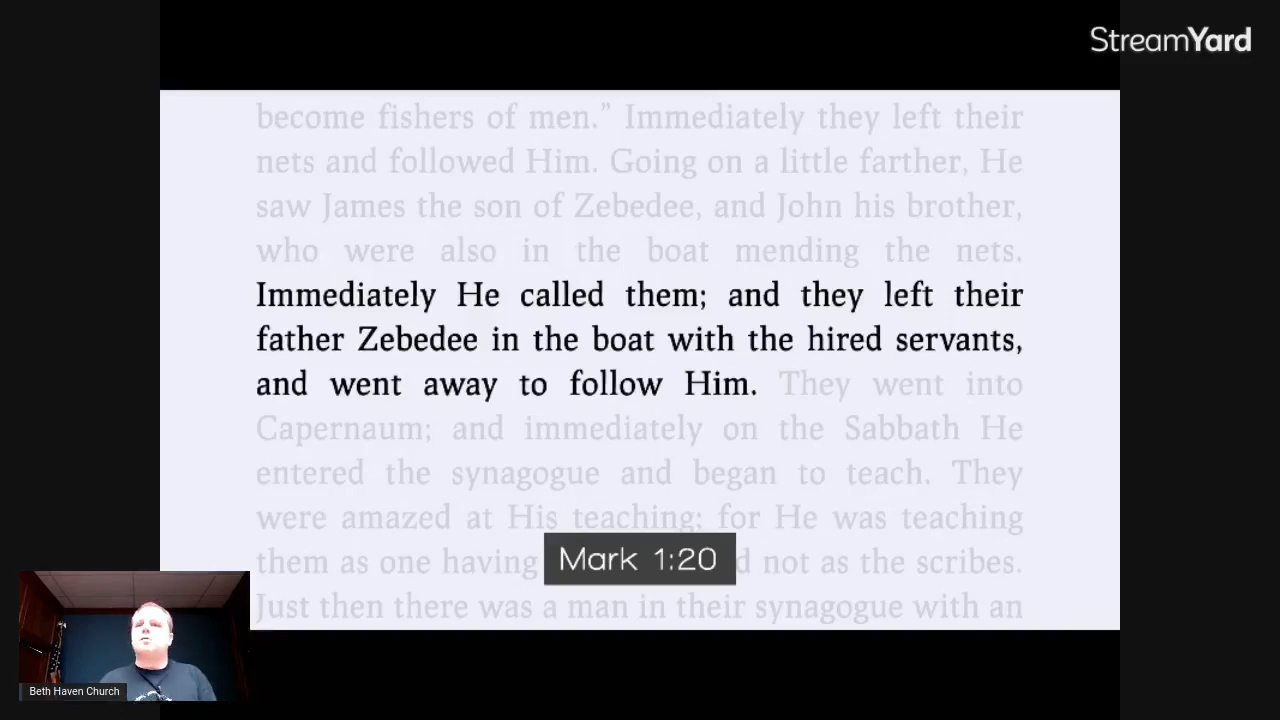 StreamYard
become fishers of men.” Immediately they left their
nets and followed Him. Going on a little farther, He
saw James the son of Zebedee, and John his brother,
who were also in the boat mending the nets.
Immediately He called them; and they left their
father Zebedee in the boat with the hired servants,
and went away to follow Him. They went into
Capernaum; and immediately on the Sabbath He
entered the synagogue and began to teach. They
were amazed at His teaching; for He was teaching
them as one having not as the scribes.
Mark 1:20
Just then there was a man in their synagogue with an
Beth Haven Church